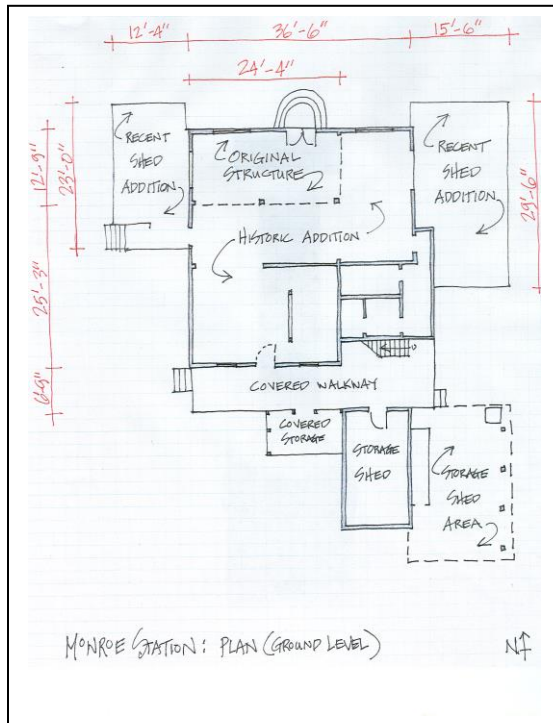 12'-4"
36'-6"
15'-6"
24'-4"
RECENT
SHED
ADDITION
ORIGINAL
STRUCTURE
RECENT
SHED
ADDITION
12'-9"
23'-0"
29'-6"
HISTORIC ADDITION
25'-3"
6'-9"
COVERED WALKWAY
COVERED
STORAGE
STORAGE
SHED
STORAGE
SHED
AREA
MONROE STATION: PLAN (GROUND LEVEL)
N